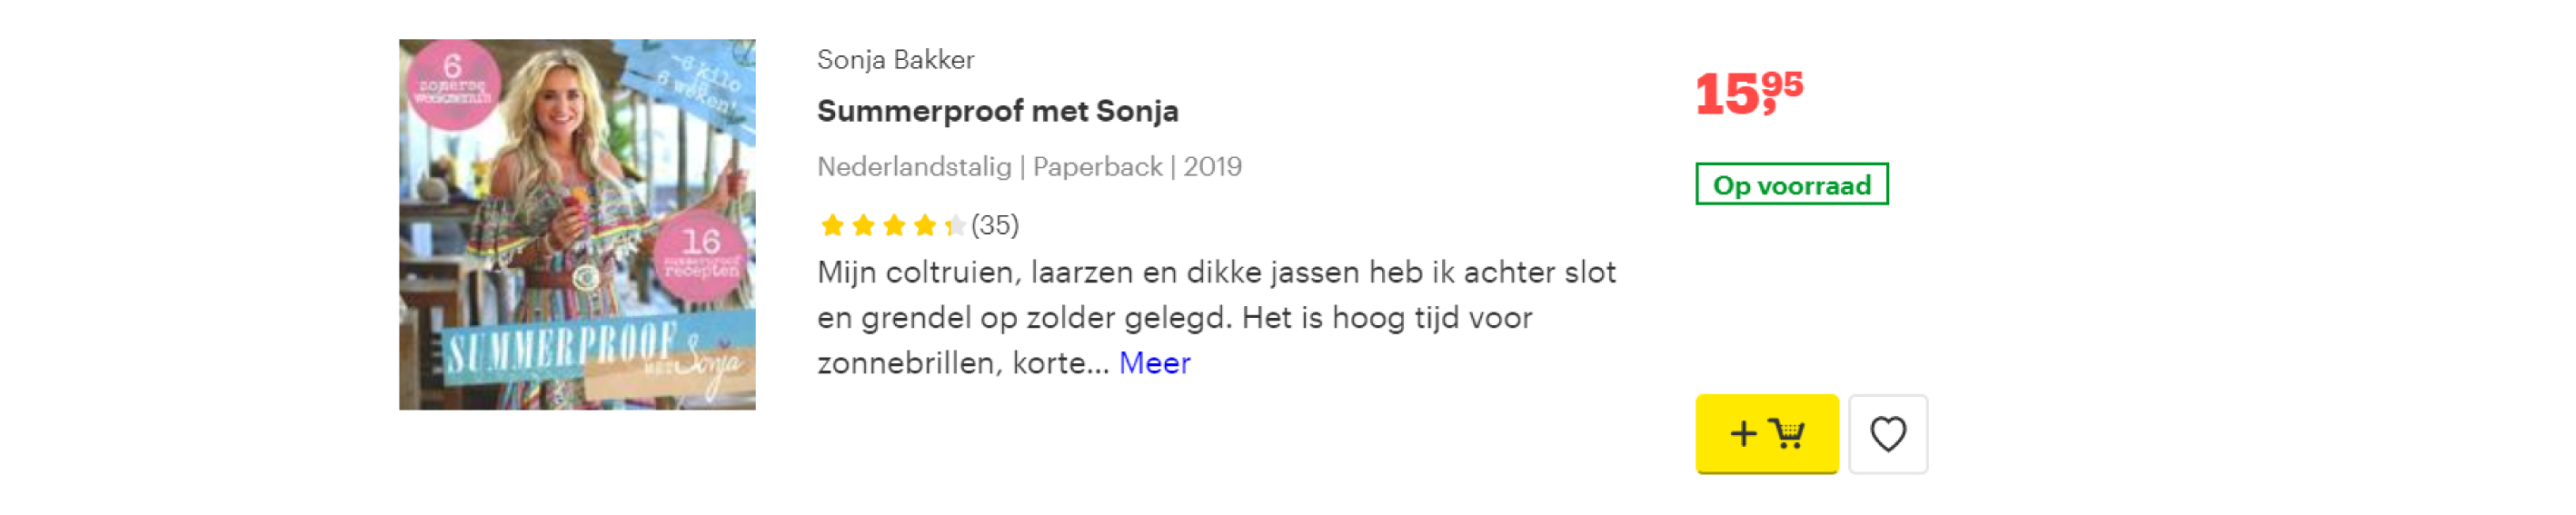 6
zomerse
weekmenu's
-6 kilo
6 weken!
16
summerproof
recepten
SUMMERPROOF
MET Sonja
Sonja Bakker
Summerproof met Sonja
Nederlandstalig | Paperback | 2019
(35)
Mijn coltruien, laarzen en dikke jassen heb ik achter slot
en grendel op zolder gelegd. Het is hoog tijd voor
zonnebrillen, korte... Meer
15,95
Op voorraad
+